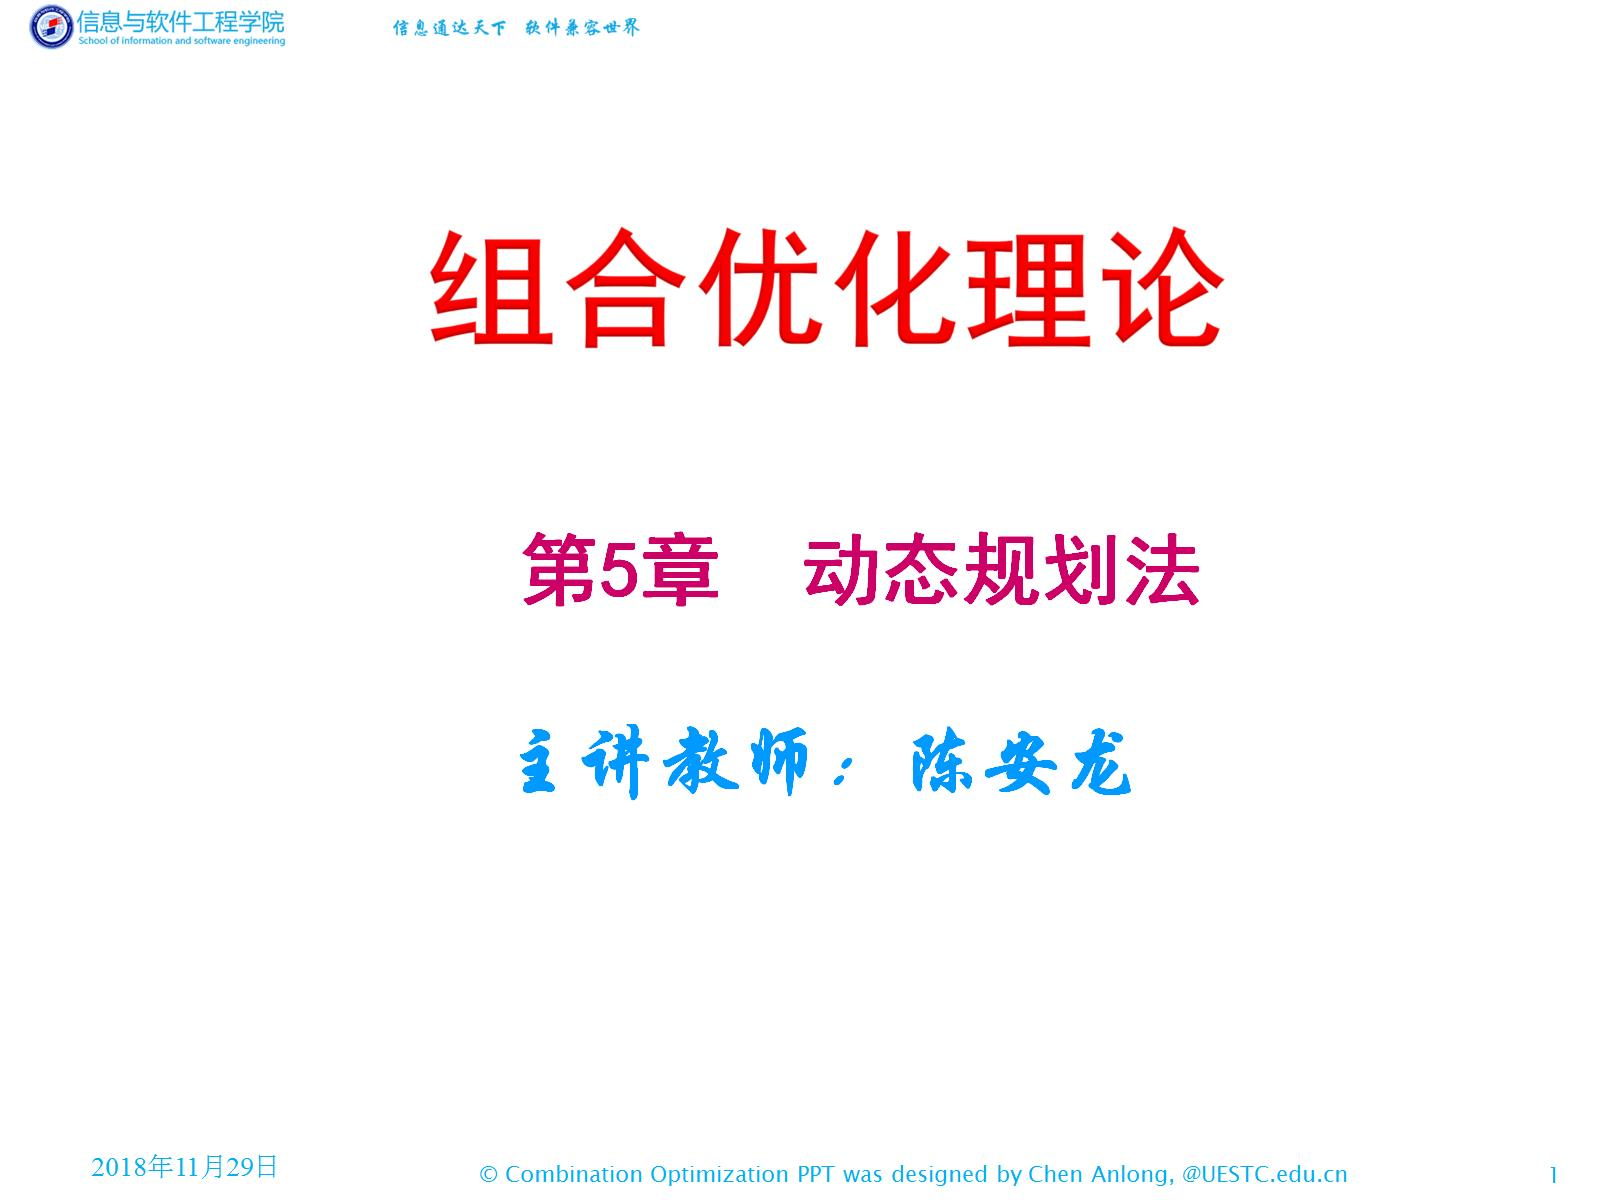 信息与软件工程学院
School of information and software engineering
信息通达天下 软件兼容世界
组合优化理论
第5章 动态规划法
主讲教师：陈安龙
2018年11月29日
© Combination Optimization PPT was designed by Chen Anlong, @UESTC.edu.cn
1